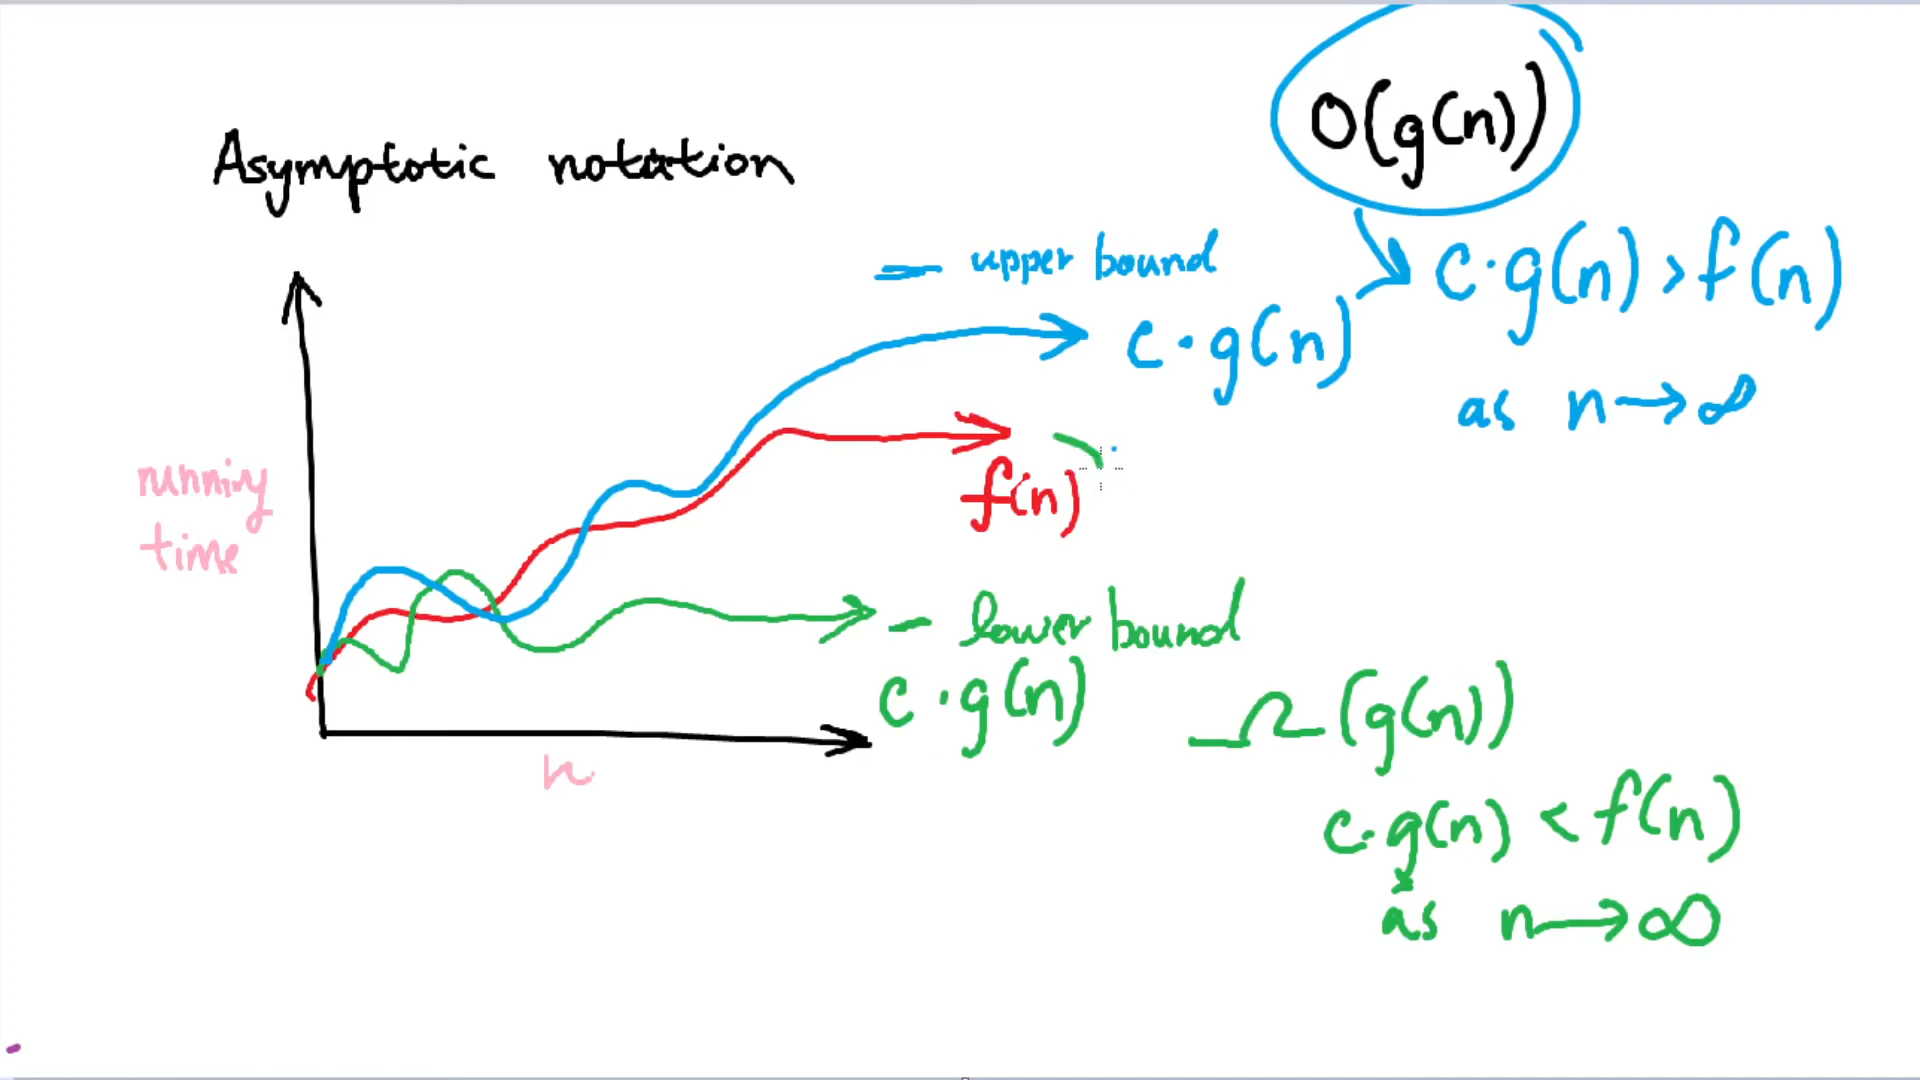 O(g(n))
Asymptotic notation
= upper bound
c·g(n) > f(n)
c·g(n)
as n→∞
f(n)
running
time
- lower bound
c·g(n)
Ω(g(n))
n
c·g(n) < f(n)
as n→∞